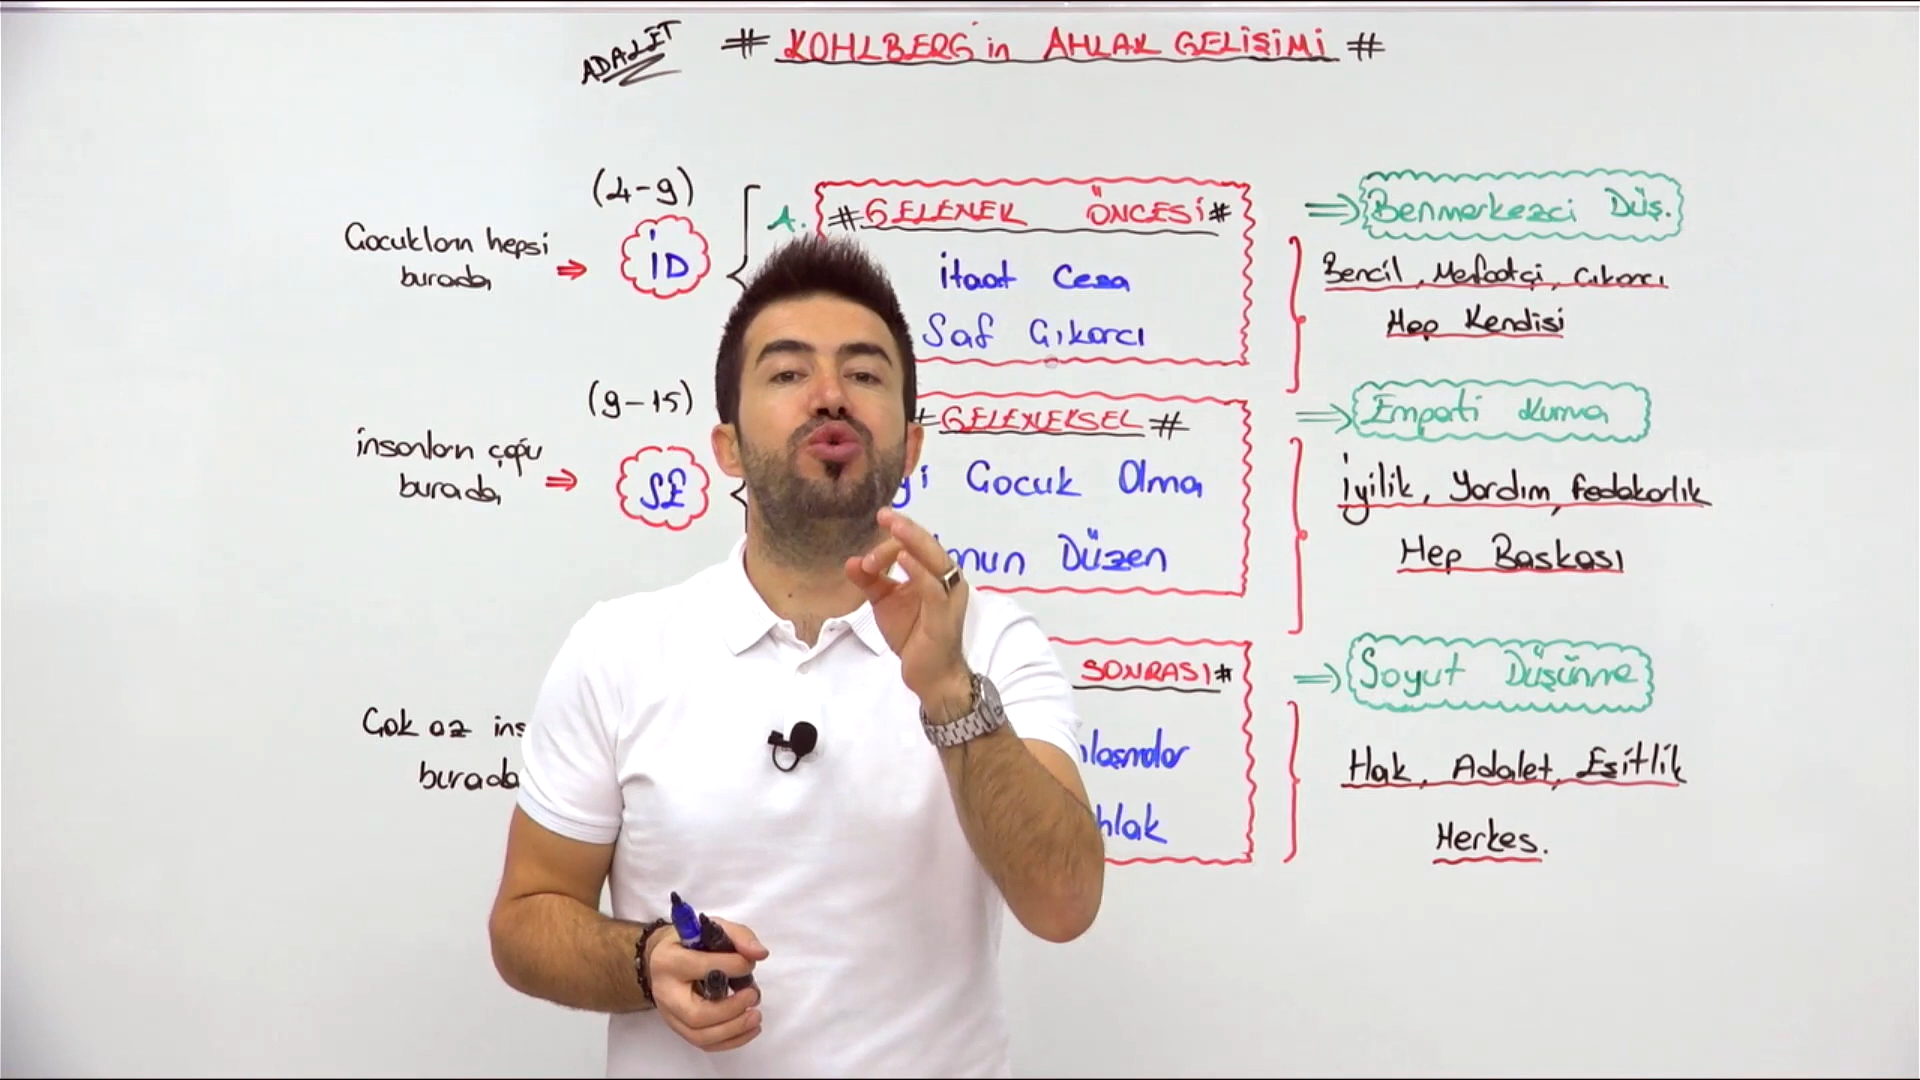 ADALET
# KOHLBERG'in AHLAK GELİŞİMİ #
(4-9)
Çocukların hepsi
burada
⇒ İD
A. # GELENEK ÖNCESİ #
İtaat Ceza
Saf Çıkarcı
⇒ Benmerkezci Düş.
Bencil, Menfaatçi, Çıkarcı
Hep Kendisi
(9-15)
insanların çoğu
burada
⇒ SE
# GELENEKSEL #
Çocuk Olma
Düzen
⇒ Empati Kurma
İyilik, Yardım, fedakarlık
Hep Başkası
Çok az ins
burada
SONRASI #
⇒ Soyut Düşünme
Hak, Adalet, Eşitlik
Herkes.